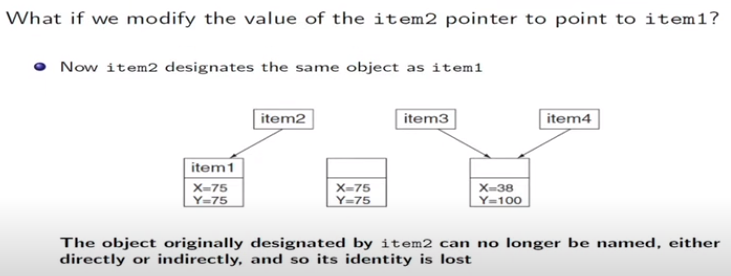 What if we modify the value of the item2 pointer to point to item1?
Now item2 designates the same object as item1
item2
item3
item4
item1
X=75
Y=75
X=75
Y=75
X=38
Y=100
The object originally designated by item2 can no longer be named, either
directly or indirectly, and so its identity is lost